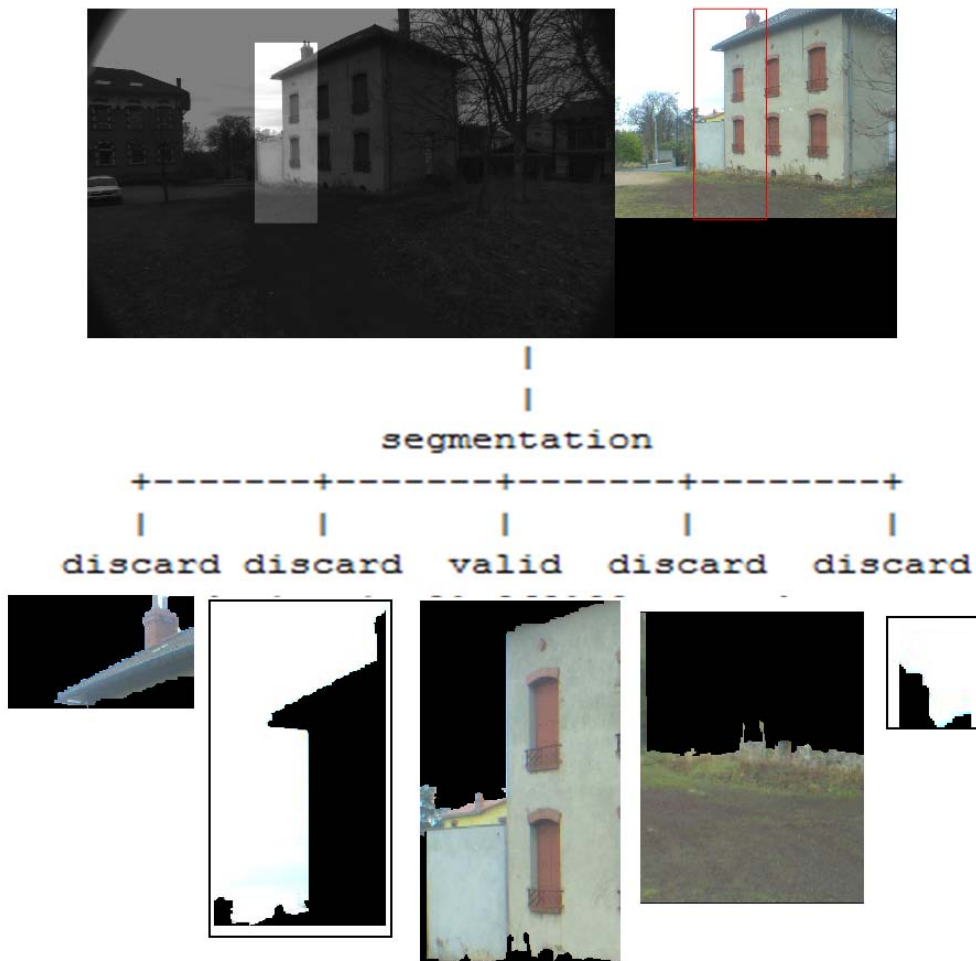 |
|
segmentation
+-------+-------+-------+--------+
| | | | |
discard discard valid discard discard